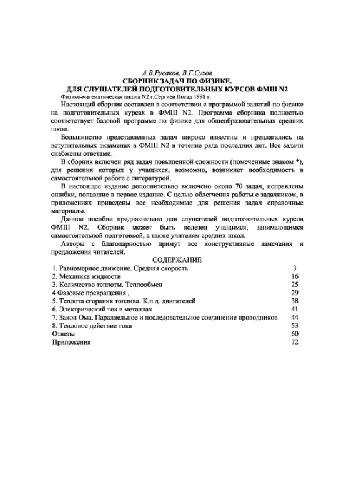 А.В.Русаков, В.Г.Сухов
СБОРНИК ЗАДАЧ ПО ФИЗИКЕ.
ДЛЯ СЛУШАТЕЛЕЙ ПОДГОТОВИТЕЛЬНЫХ КУРСОВ ФМШ N2
Физико-математическая школа N2 г.Сергиев Посад 1998 г.
Настоящий сборник составлен в соответствии с программой занятий по физике
на подготовительных курсах в ФМШ N2. Программа сборника полностью
соответствует базовой программе по физике для общеобразовательных средних
школ.
Большинство представленных задач широко известны и предлагались на
вступительных экзаменах в ФМШ N2 в течение ряда последних лет. Все задачи
снабжены ответами.
В сборник включен ряд задач повышенной сложности (помеченные знаком *),
для решения которых у учащихся, возможно, возникнет необходимость в
самостоятельной работе с литературой.
В настоящее издание дополнительно включено около 70 задач, исправлены
ошибки, попавшие в первое издание. С целью облегчения работы с задачником, в
приложениях приведены все необходимые для решения задач справочные
материалы.
Данное пособие предназначено для слушателей подготовительных курсов
ФМШ N2. Сборник может быть полезен учащимся, занимающимся
самостоятельной подготовкой, а также учителям средних школ.
Авторы с благодарностью примут все конструктивные замечания и
предложения читателей.
СОДЕРЖАНИЕ
1. Равномерное движение. Средняя скорость 3
2. Механика жидкости 16
3. Количество теплоты. Теплообмен 25
4 Фазовые превращения . 29
5. Теплота сгорания топлива. К.п.д. двигателей 38
6. Электрический ток в металлах 41
7. Закон Ома. Параллельное и последовательное соединение проводников 44
8. Тепловое действие тока 53
Ответы 60
Приложения 72